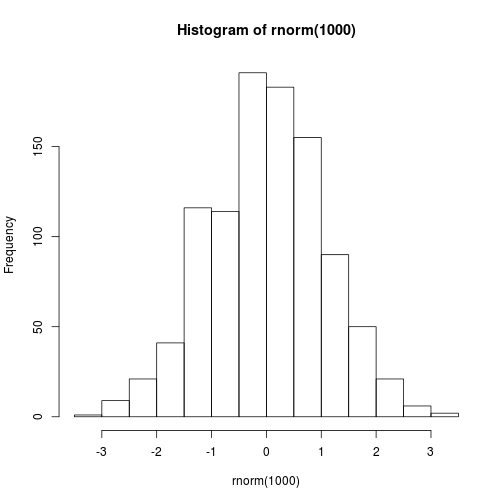 Histogram of rnorm(1000)
Frequency
150
100
50
0
-3 -2 -1 0 1 2 3
rnorm(1000)